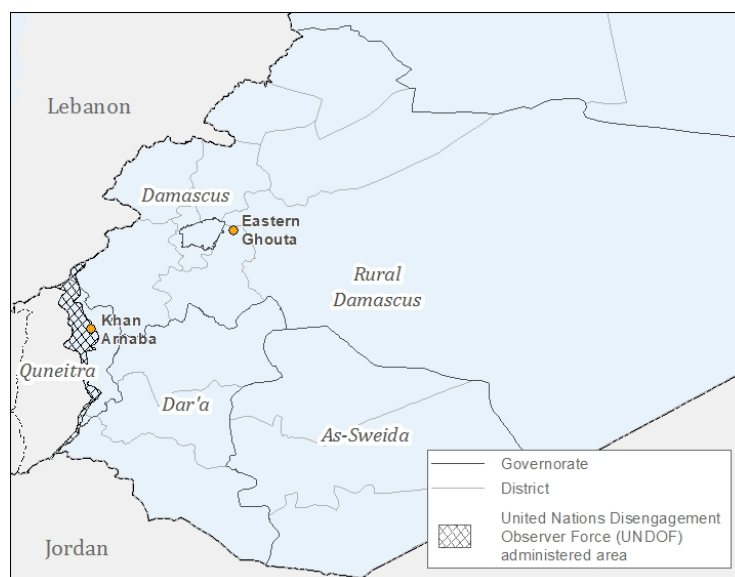 Lebanon
Damascus
Eastern
Ghouta
Rural
Damascus
Khan
Arnaba
Quneitra
Dar'a
As-Sweida
Jordan
Governorate
District
United Nations Disengagement
Observer Force (UNDOF)
administered area